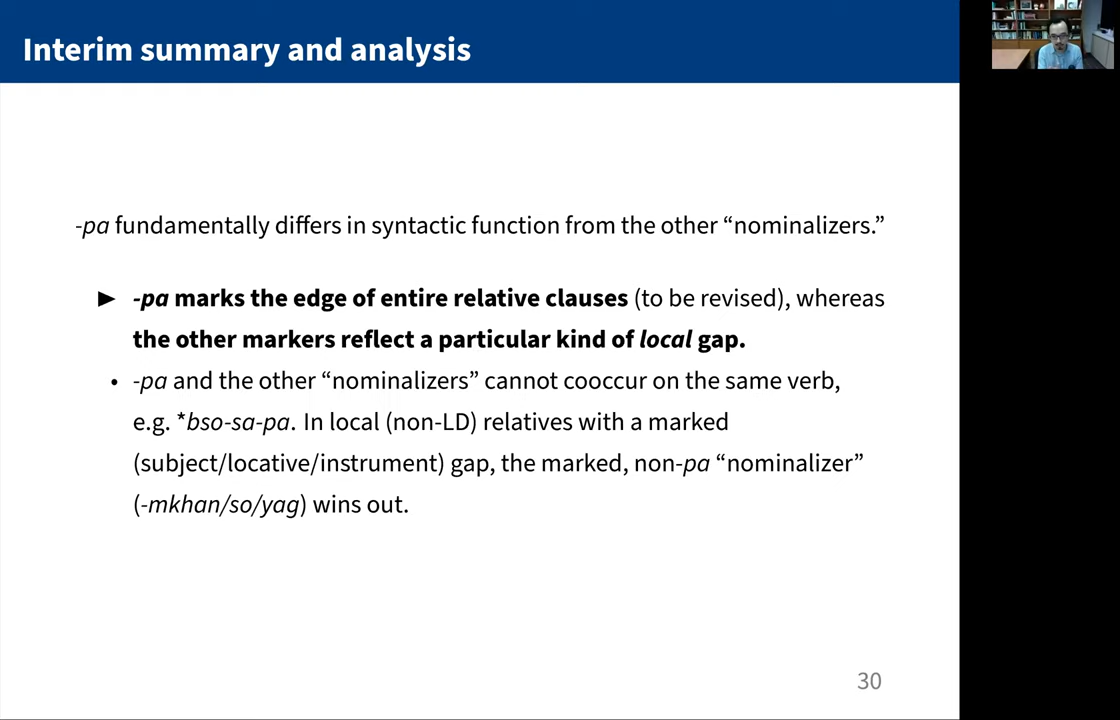 Interim summary and analysis
-pa fundamentally differs in syntactic function from the other “nominalizers.”
► -pa marks the edge of entire relative clauses (to be revised), whereas
the other markers reflect a particular kind of local gap.
• -pa and the other “nominalizers” cannot cooccur on the same verb,
e.g. *bso-sa-pa. In local (non-LD) relatives with a marked
(subject/locative/instrument) gap, the marked, non-pa “nominalizer”
(-mkhan/so/yag) wins out.
30